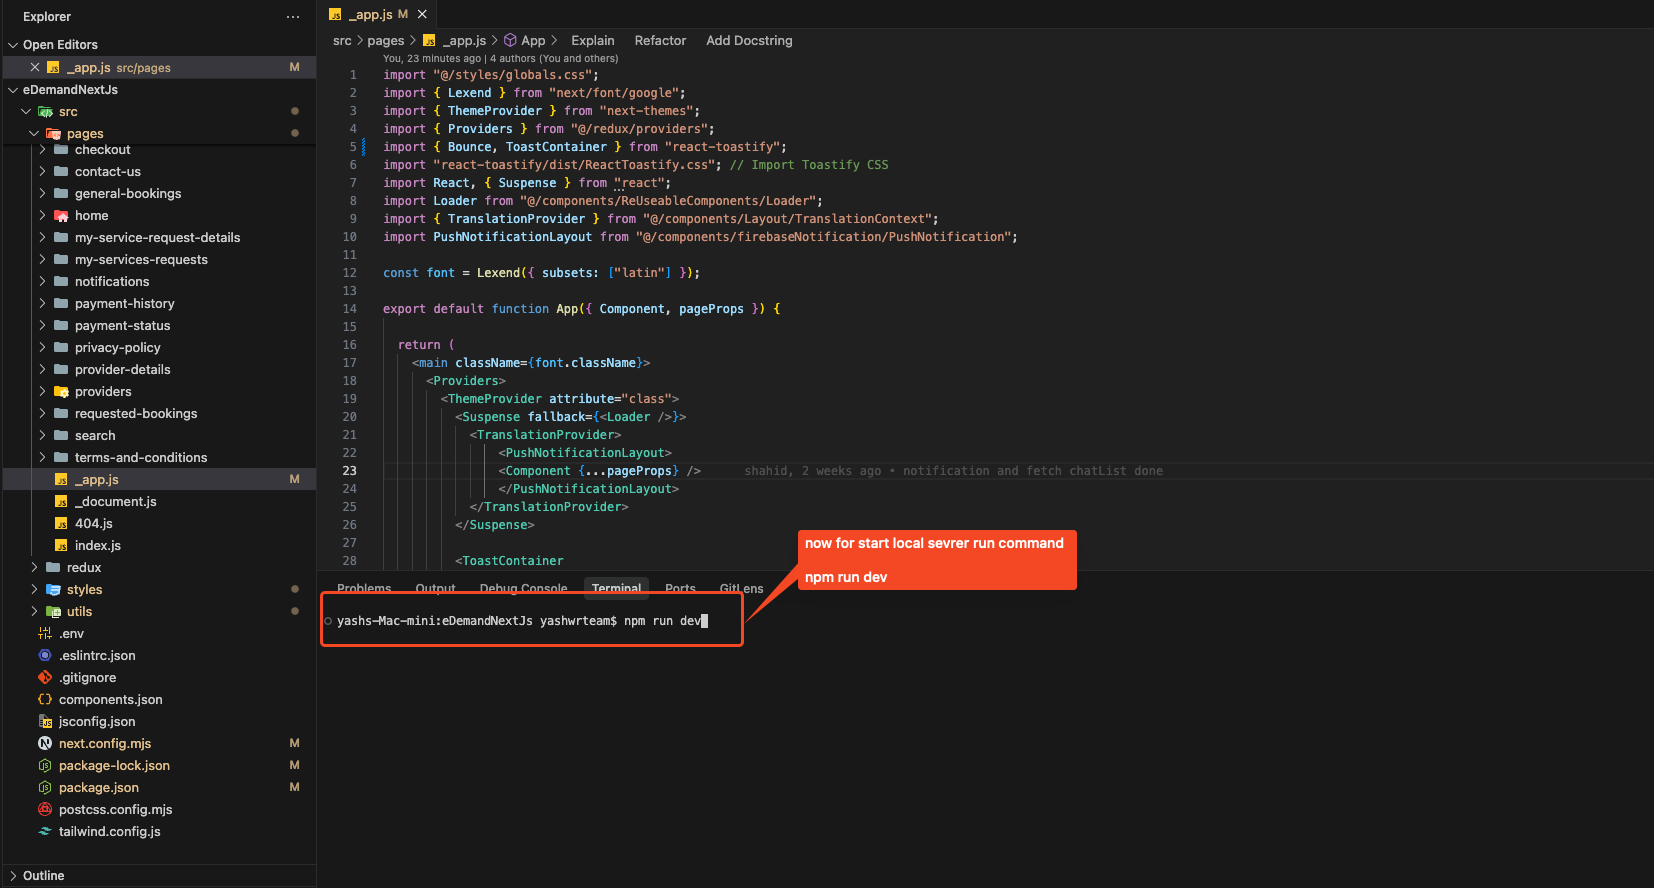 Explorer
Open Editors
_app.js src/pages M
eDemandNextJs
src
pages
checkout
contact-us
general-bookings
home
my-service-request-details
my-services-requests
notifications
payment-history
payment-status
privacy-policy
provider-details
providers
requested-bookings
search
terms-and-conditions
_app.js M
_document.js
404.js
index.js
redux
styles
utils
.env
.eslintrc.json
.gitignore
components.json
jsconfig.json
next.config.mjs M
package-lock.json M
package.json M
postcss.config.mjs
tailwind.config.js
Outline
_app.js M
src > pages > _app.js > App > Explain Refactor Add Docstring
You, 23 minutes ago | 4 authors (You and others)
1 import "@/styles/globals.css";
2 import { Lexend } from "next/font/google";
3 import { ThemeProvider } from "next-themes";
4 import { Providers } from "@/redux/providers";
5 import { Bounce, ToastContainer } from "react-toastify";
6 import "react-toastify/dist/ReactToastify.css"; // Import Toastify CSS
7 import React, { Suspense } from "react";
8 import Loader from "@/components/ReUseableComponents/Loader";
9 import { TranslationProvider } from "@/components/Layout/TranslationContext";
10 import PushNotificationLayout from "@/components/firebaseNotification/PushNotification";
11
12 const font = Lexend({ subsets: ["latin"] });
13
14 export default function App({ Component, pageProps }) {
15
16 return (
17 <main className={font.className}>
18 <Providers>
19 <ThemeProvider attribute="class">
20 <Suspense fallback={<Loader />}>
21 <TranslationProvider>
22 <PushNotificationLayout>
23 <Component {...pageProps} /> shahid, 2 weeks ago • notification and fetch chatList done
24 </PushNotificationLayout>
25 </TranslationProvider>
26 </Suspense>
27
28 <ToastContainer
now for start local sevrer run command
npm run dev
Problems Output Debug Console Terminal Ports GitLens
yashs-Mac-mini:eDemandNextJs yashwrteam$ npm run dev